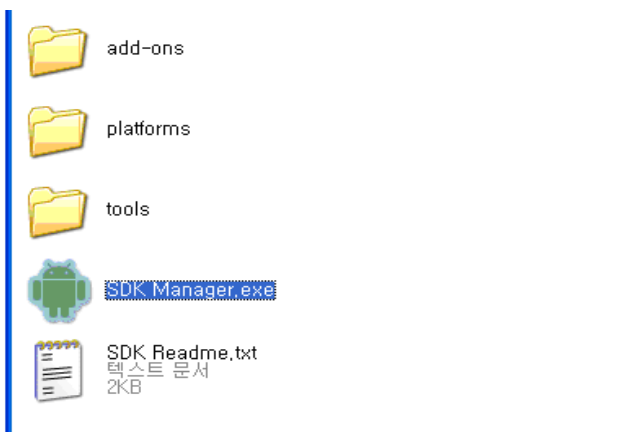 add-ons
platforms
tools
SDK Manager.exe
SDK Readme.txt
텍스트 문서
2KB